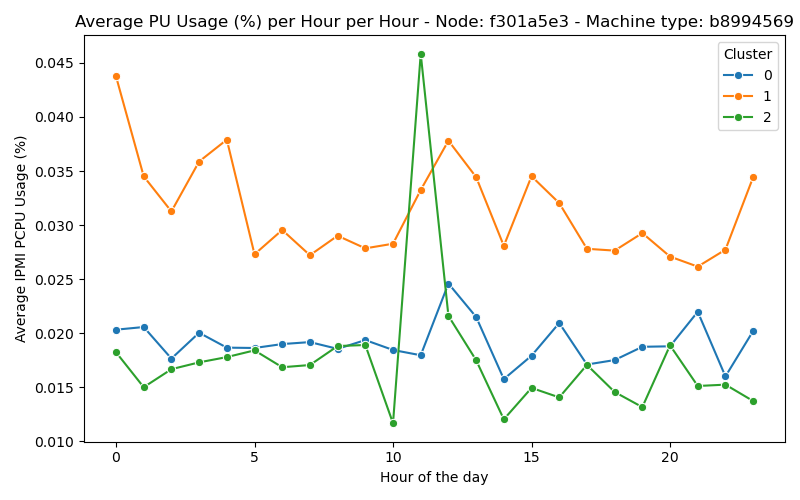 Average PU Usage (%) per Hour per Hour - Node: f301a5e3 - Machine type: b8994569
Cluster
0
1
2
0.045
0.040
0.035
0.030
0.025
0.020
0.015
0.010
Average IPMI PCPU Usage (%)
0 5 10 15 20
Hour of the day